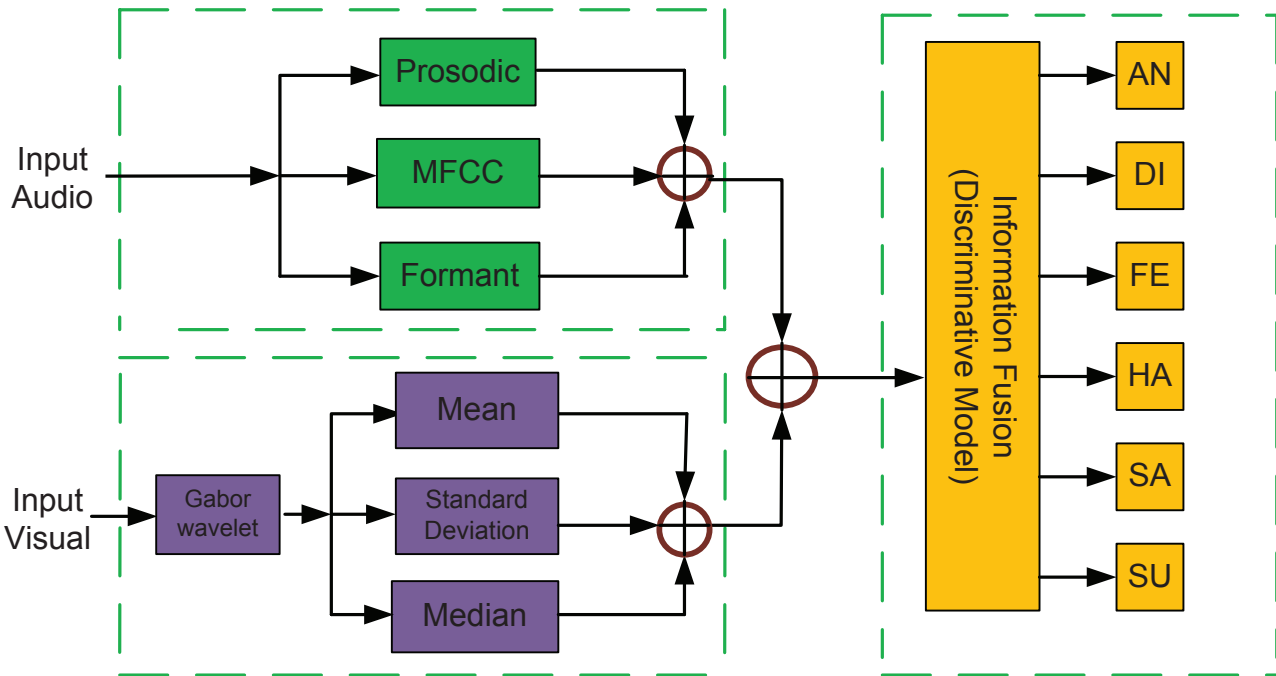 Input
Audio
Prosodic
MFCC
Formant
Input
Visual
Gabor
wavelet
Mean
Standard
Deviation
Median
Information Fusion
(Discriminative Model)
AN
DI
FE
HA
SA
SU